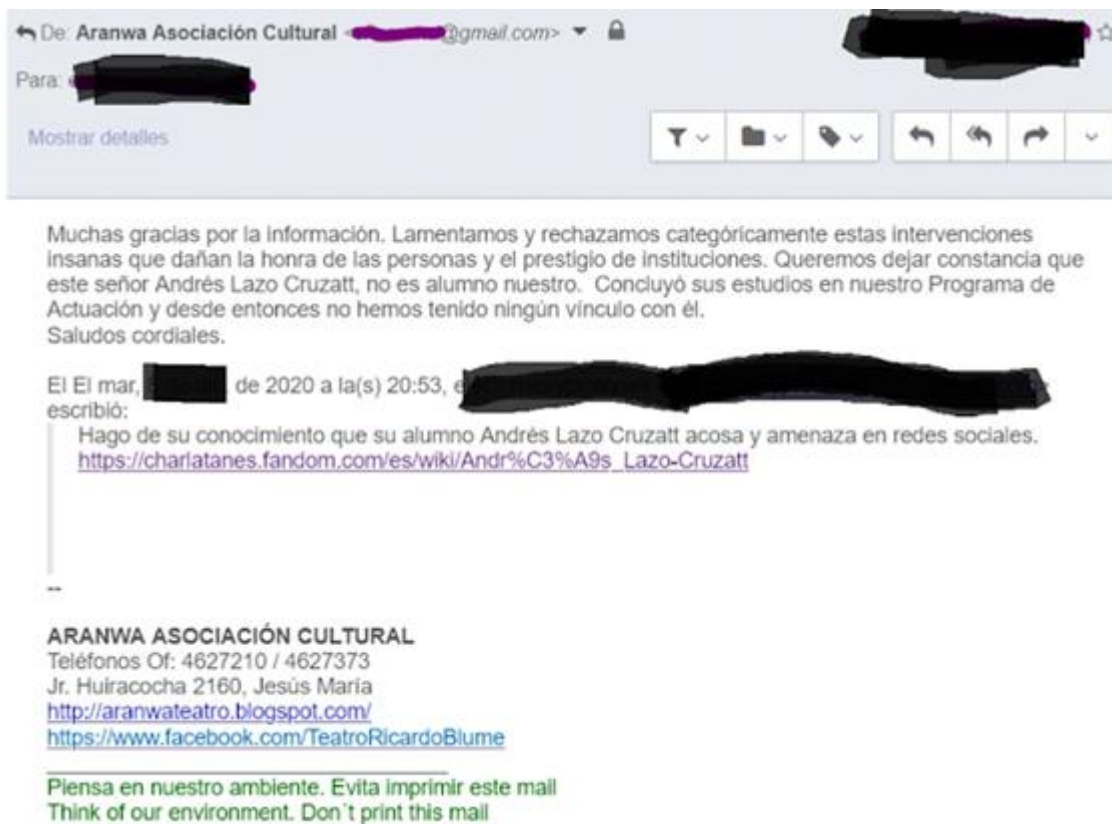 De: Aranwa Asociación Cultural < @gmail.com>
Para:
Mostrar detalles
Muchas gracias por la información. Lamentamos y rechazamos categóricamente estas intervenciones
insanas que dañan la honra de las personas y el prestigio de instituciones. Queremos dejar constancia que
este señor Andrés Lazo Cruzatt, no es alumno nuestro. Concluyó sus estudios en nuestro Programa de
Actuación y desde entonces no hemos tenido ningún vínculo con él.
Saludos cordiales.
El El mar, de 2020 a la(s) 20:53,
escribió:
Hago de su conocimiento que su alumno Andrés Lazo Cruzatt acosa y amenaza en redes sociales.
https://charlatanes.fandom.com/es/wiki/Andr%C3%A9s_Lazo-Cruzatt
--
ARANWA ASOCIACIÓN CULTURAL
Teléfonos Of: 4627210 / 4627373
Jr. Huiracocha 2160, Jesús María
http://aranwateatro.blogspot.com/
https://www.facebook.com/TeatroRicardoBlume
Piensa en nuestro ambiente. Evita imprimir este mail
Think of our environment. Don´t print this mail